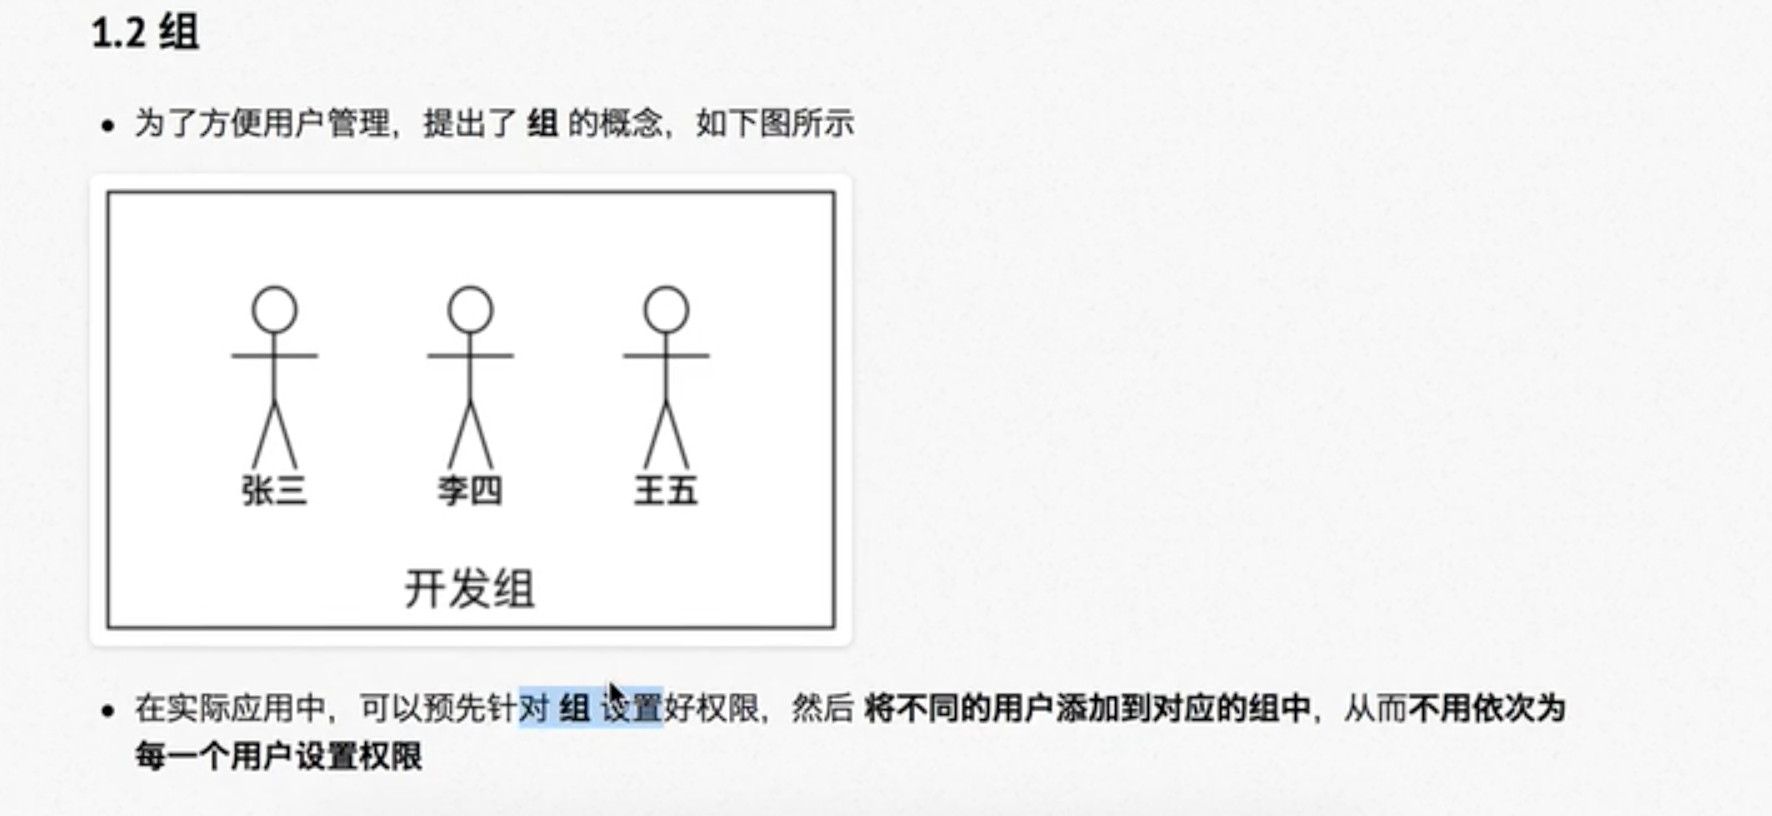 1.2 组
为了方便用户管理，提出了 组 的概念，如下图所示
张三 李四 王五
开发组
在实际应用中，可以预先针对 组 设置好权限，然后 将不同的用户添加到对应的组中，从而不用依次为
每一个用户设置权限